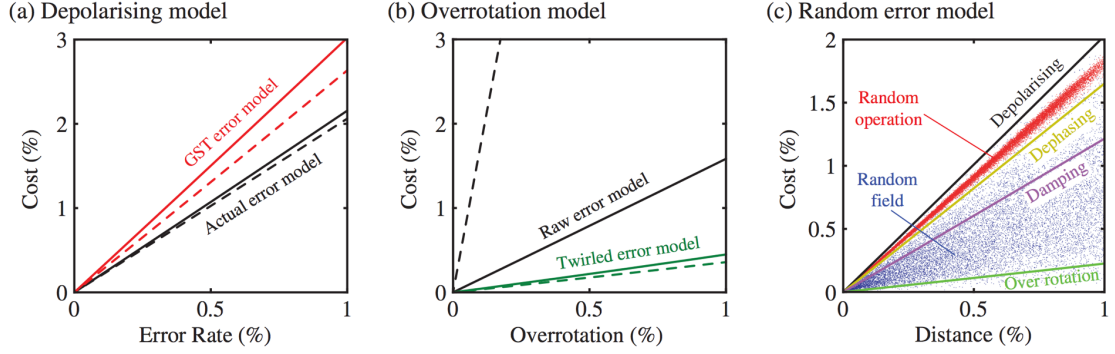 (a) Depolarising model
3
2
1
0
0
0.5
1
Cost (%)
Error Rate (%)
GST error model
Actual error model
(b) Overrotation model
3
2
1
0
0
0.5
1
Cost (%)
Overrotation (%)
Raw error model
Twirled error model
(c) Random error model
2
1.5
1
0.5
0
0
0.5
1
Cost (%)
Distance (%)
Depolarising
Random
operation
Dephasing
Random
field
Damping
Over rotation